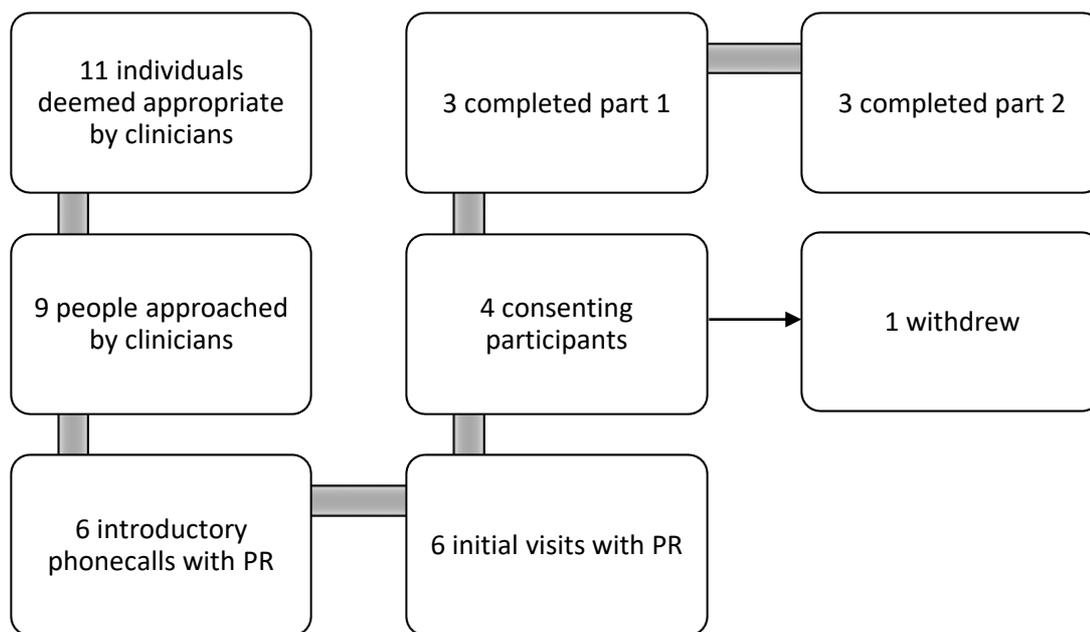 11 individuals
deemed appropriate
by clinicians
9 people approached
by clinicians
6 introductory
phonecalls with PR
6 initial visits with PR
4 consenting
participants
1 withdrew
3 completed part 1
3 completed part 2